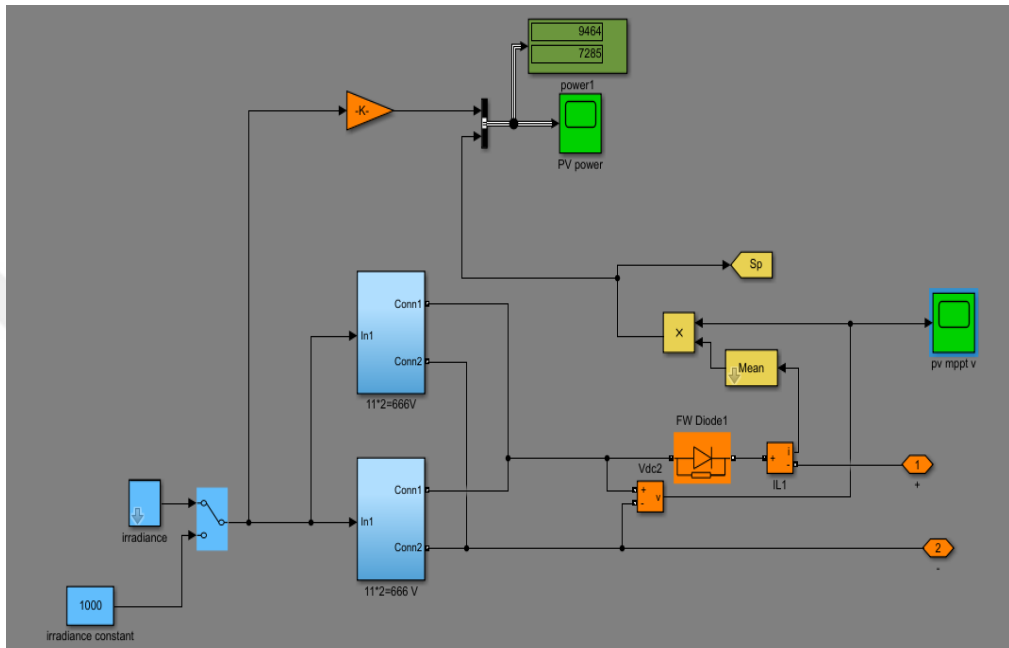 9464
7285
power1
-K-
PV power
Sp
Conn1
In1
Conn2
11*2=666V
×
Mean
pv mppt v
FW Diode1
Conn1
In1
Conn2
11*2=666 V
Vdc2
+
-
v
+
i
-
IL1
1
+
2
-
irradiance
1000
irradiance constant